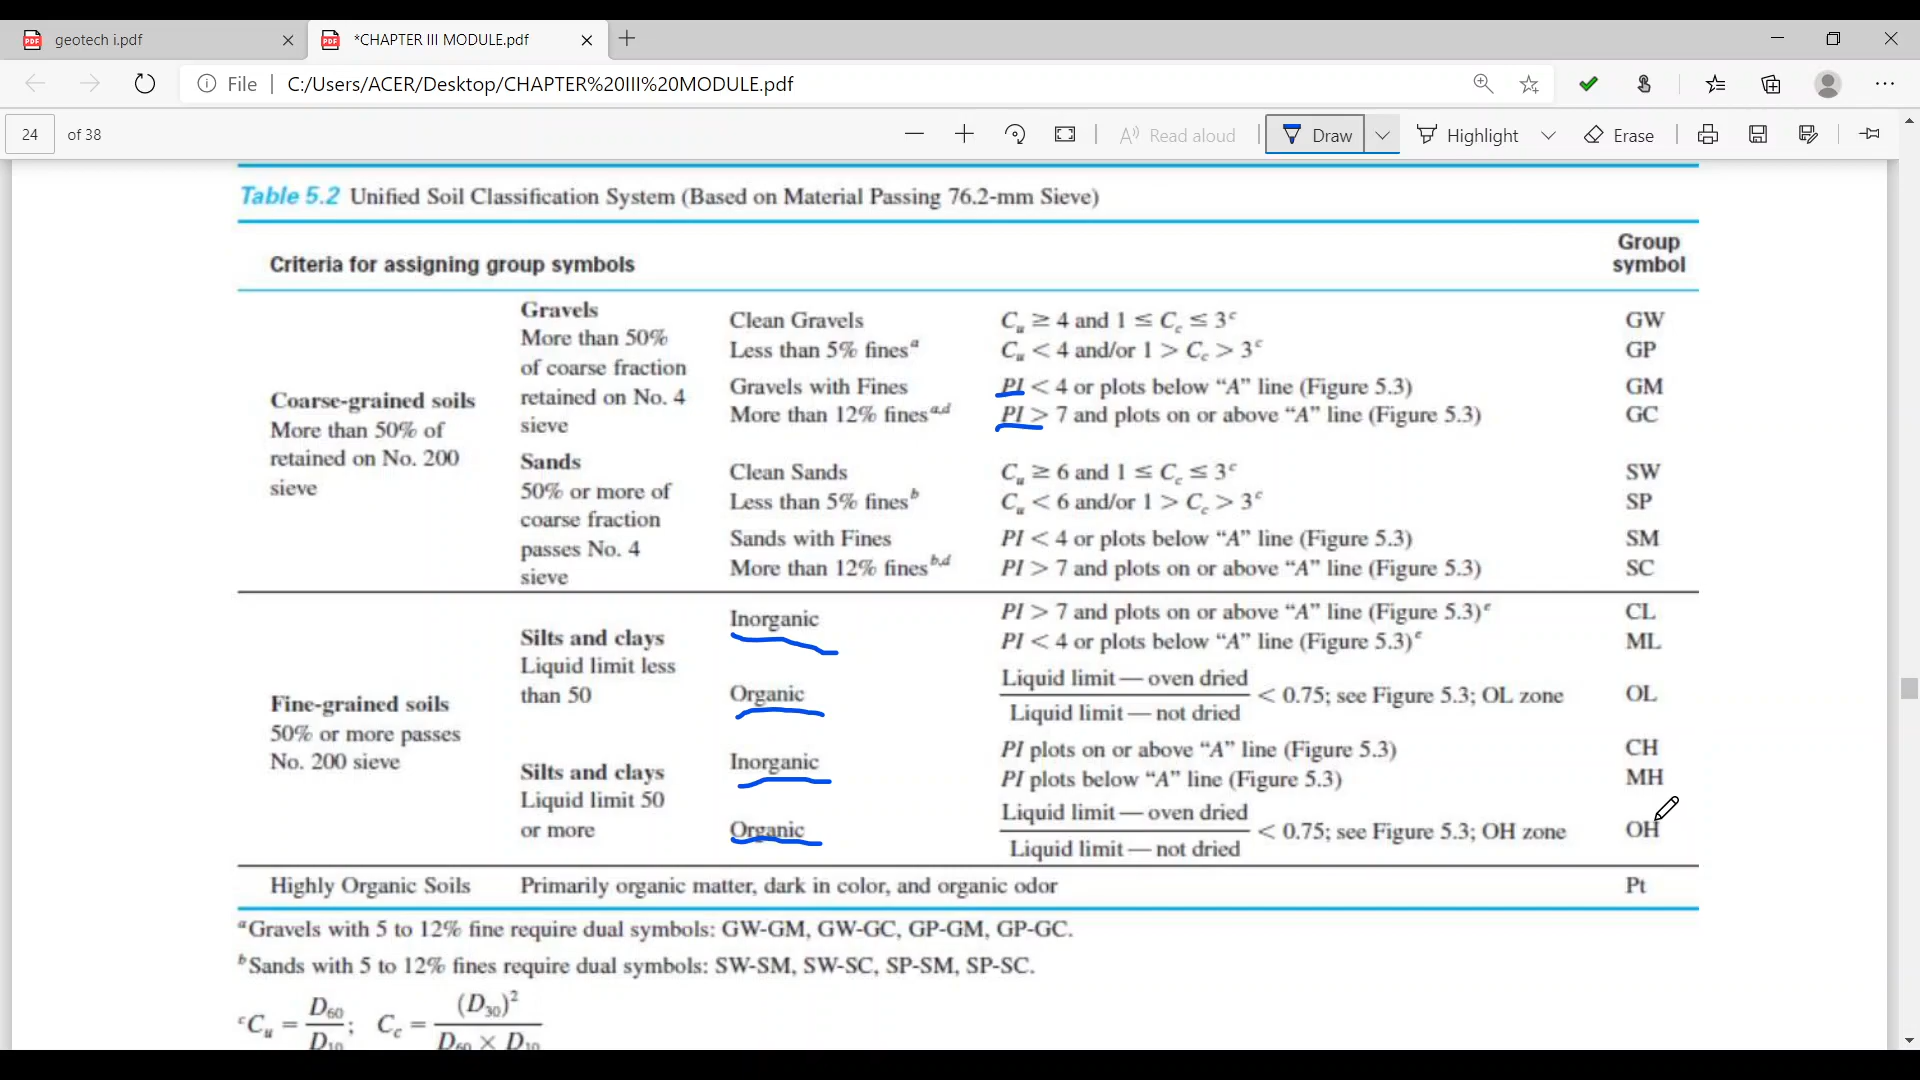 geotech i.pdf
*CHAPTER III MODULE.pdf
File | C:/Users/ACER/Desktop/CHAPTER%20III%20MODULE.pdf
24 of 38
Read aloud
Draw
Highlight
Erase
Table 5.2 Unified Soil Classification System (Based on Material Passing 76.2-mm Sieve)
Criteria for assigning group symbols
Group
symbol
Coarse-grained soils
More than 50% of
retained on No. 200
sieve
Gravels
More than 50%
of coarse fraction
retained on No. 4
sieve
Clean Gravels
Less than 5% fines^a
C_u ≥ 4 and 1 ≤ C_c ≤ 3^c GW
C_u < 4 and/or 1 > C_c > 3^c GP
Gravels with Fines
More than 12% fines^a,d
PI < 4 or plots below “A” line (Figure 5.3) GM
PI > 7 and plots on or above “A” line (Figure 5.3) GC
Sands
50% or more of
coarse fraction
passes No. 4
sieve
Clean Sands
Less than 5% fines^b
C_u ≥ 6 and 1 ≤ C_c ≤ 3^c SW
C_u < 6 and/or 1 > C_c > 3^c SP
Sands with Fines
More than 12% fines^b,d
PI < 4 or plots below “A” line (Figure 5.3) SM
PI > 7 and plots on or above “A” line (Figure 5.3) SC
Fine-grained soils
50% or more passes
No. 200 sieve
Silts and clays
Liquid limit less
than 50
Inorganic
PI > 7 and plots on or above “A” line (Figure 5.3)^e CL
PI < 4 or plots below “A” line (Figure 5.3)^e ML
Organic
Liquid limit — oven dried
Liquid limit — not dried
< 0.75; see Figure 5.3; OL zone OL
Silts and clays
Liquid limit 50
or more
Inorganic
PI plots on or above “A” line (Figure 5.3) CH
PI plots below “A” line (Figure 5.3) MH
Organic
Liquid limit — oven dried
Liquid limit — not dried
< 0.75; see Figure 5.3; OH zone OH
Highly Organic Soils Primarily organic matter, dark in color, and organic odor Pt
^a Gravels with 5 to 12% fine require dual symbols: GW-GM, GW-GC, GP-GM, GP-GC.
^b Sands with 5 to 12% fines require dual symbols: SW-SM, SW-SC, SP-SM, SP-SC.
^c C_u = D_60 / D_10; C_c = (D_30)^2 / D_60 × D_10